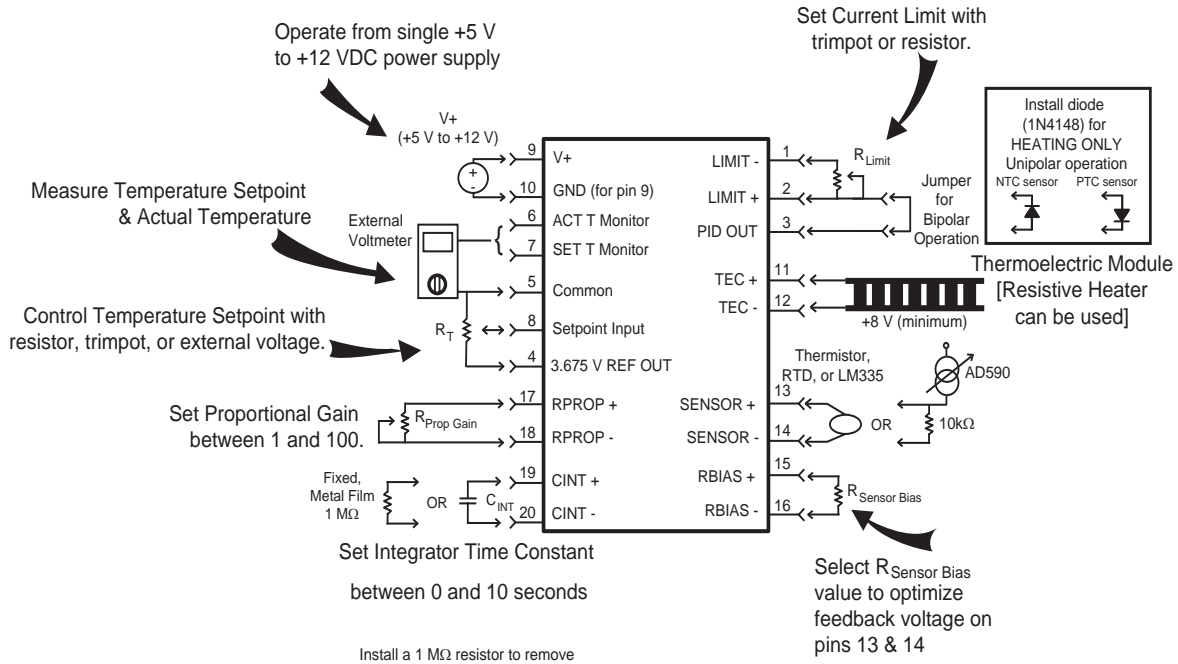 Operate from single +5 V
to +12 VDC power supply
Set Current Limit with
trimpot or resistor.
V+
(+5 V to +12 V)
+
-
Measure Temperature Setpoint
& Actual Temperature
External
Voltmeter
Control Temperature Setpoint with
resistor, trimpot, or external voltage.
RT
Set Proportional Gain
between 1 and 100.
RProp Gain
Fixed,
Metal Film
1 MΩ
OR
CINT
9 V+
10 GND (for pin 9)
6 ACT T Monitor
7 SET T Monitor
5 Common
8 Setpoint Input
4 3.675 V REF OUT
17 RPROP +
18 RPROP -
19 CINT +
20 CINT -
LIMIT - 1
LIMIT + 2
PID OUT 3
TEC + 11
TEC - 12
SENSOR + 13
SENSOR - 14
RBIAS + 15
RBIAS - 16
RLimit
Jumper
for
Bipolar
Operation
Install diode
(1N4148) for
HEATING ONLY
Unipolar operation
NTC sensor PTC sensor
Thermoelectric Module
[Resistive Heater
can be used]
+8 V (minimum)
Thermistor,
RTD, or LM335
OR
AD590
10kΩ
RSensor Bias
Select RSensor Bias
value to optimize
feedback voltage on
pins 13 & 14
Set Integrator Time Constant
between 0 and 10 seconds
Install a 1 MΩ resistor to remove